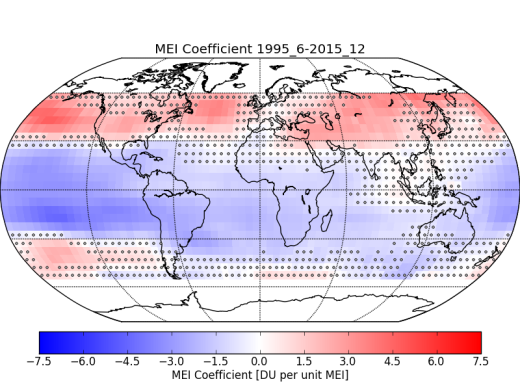 MEI Coefficient 1995_6-2015_12
−7.5 −6.0 −4.5 −3.0 −1.5 0.0 1.5 3.0 4.5 6.0 7.5
MEI Coefficient [DU per unit MEI]